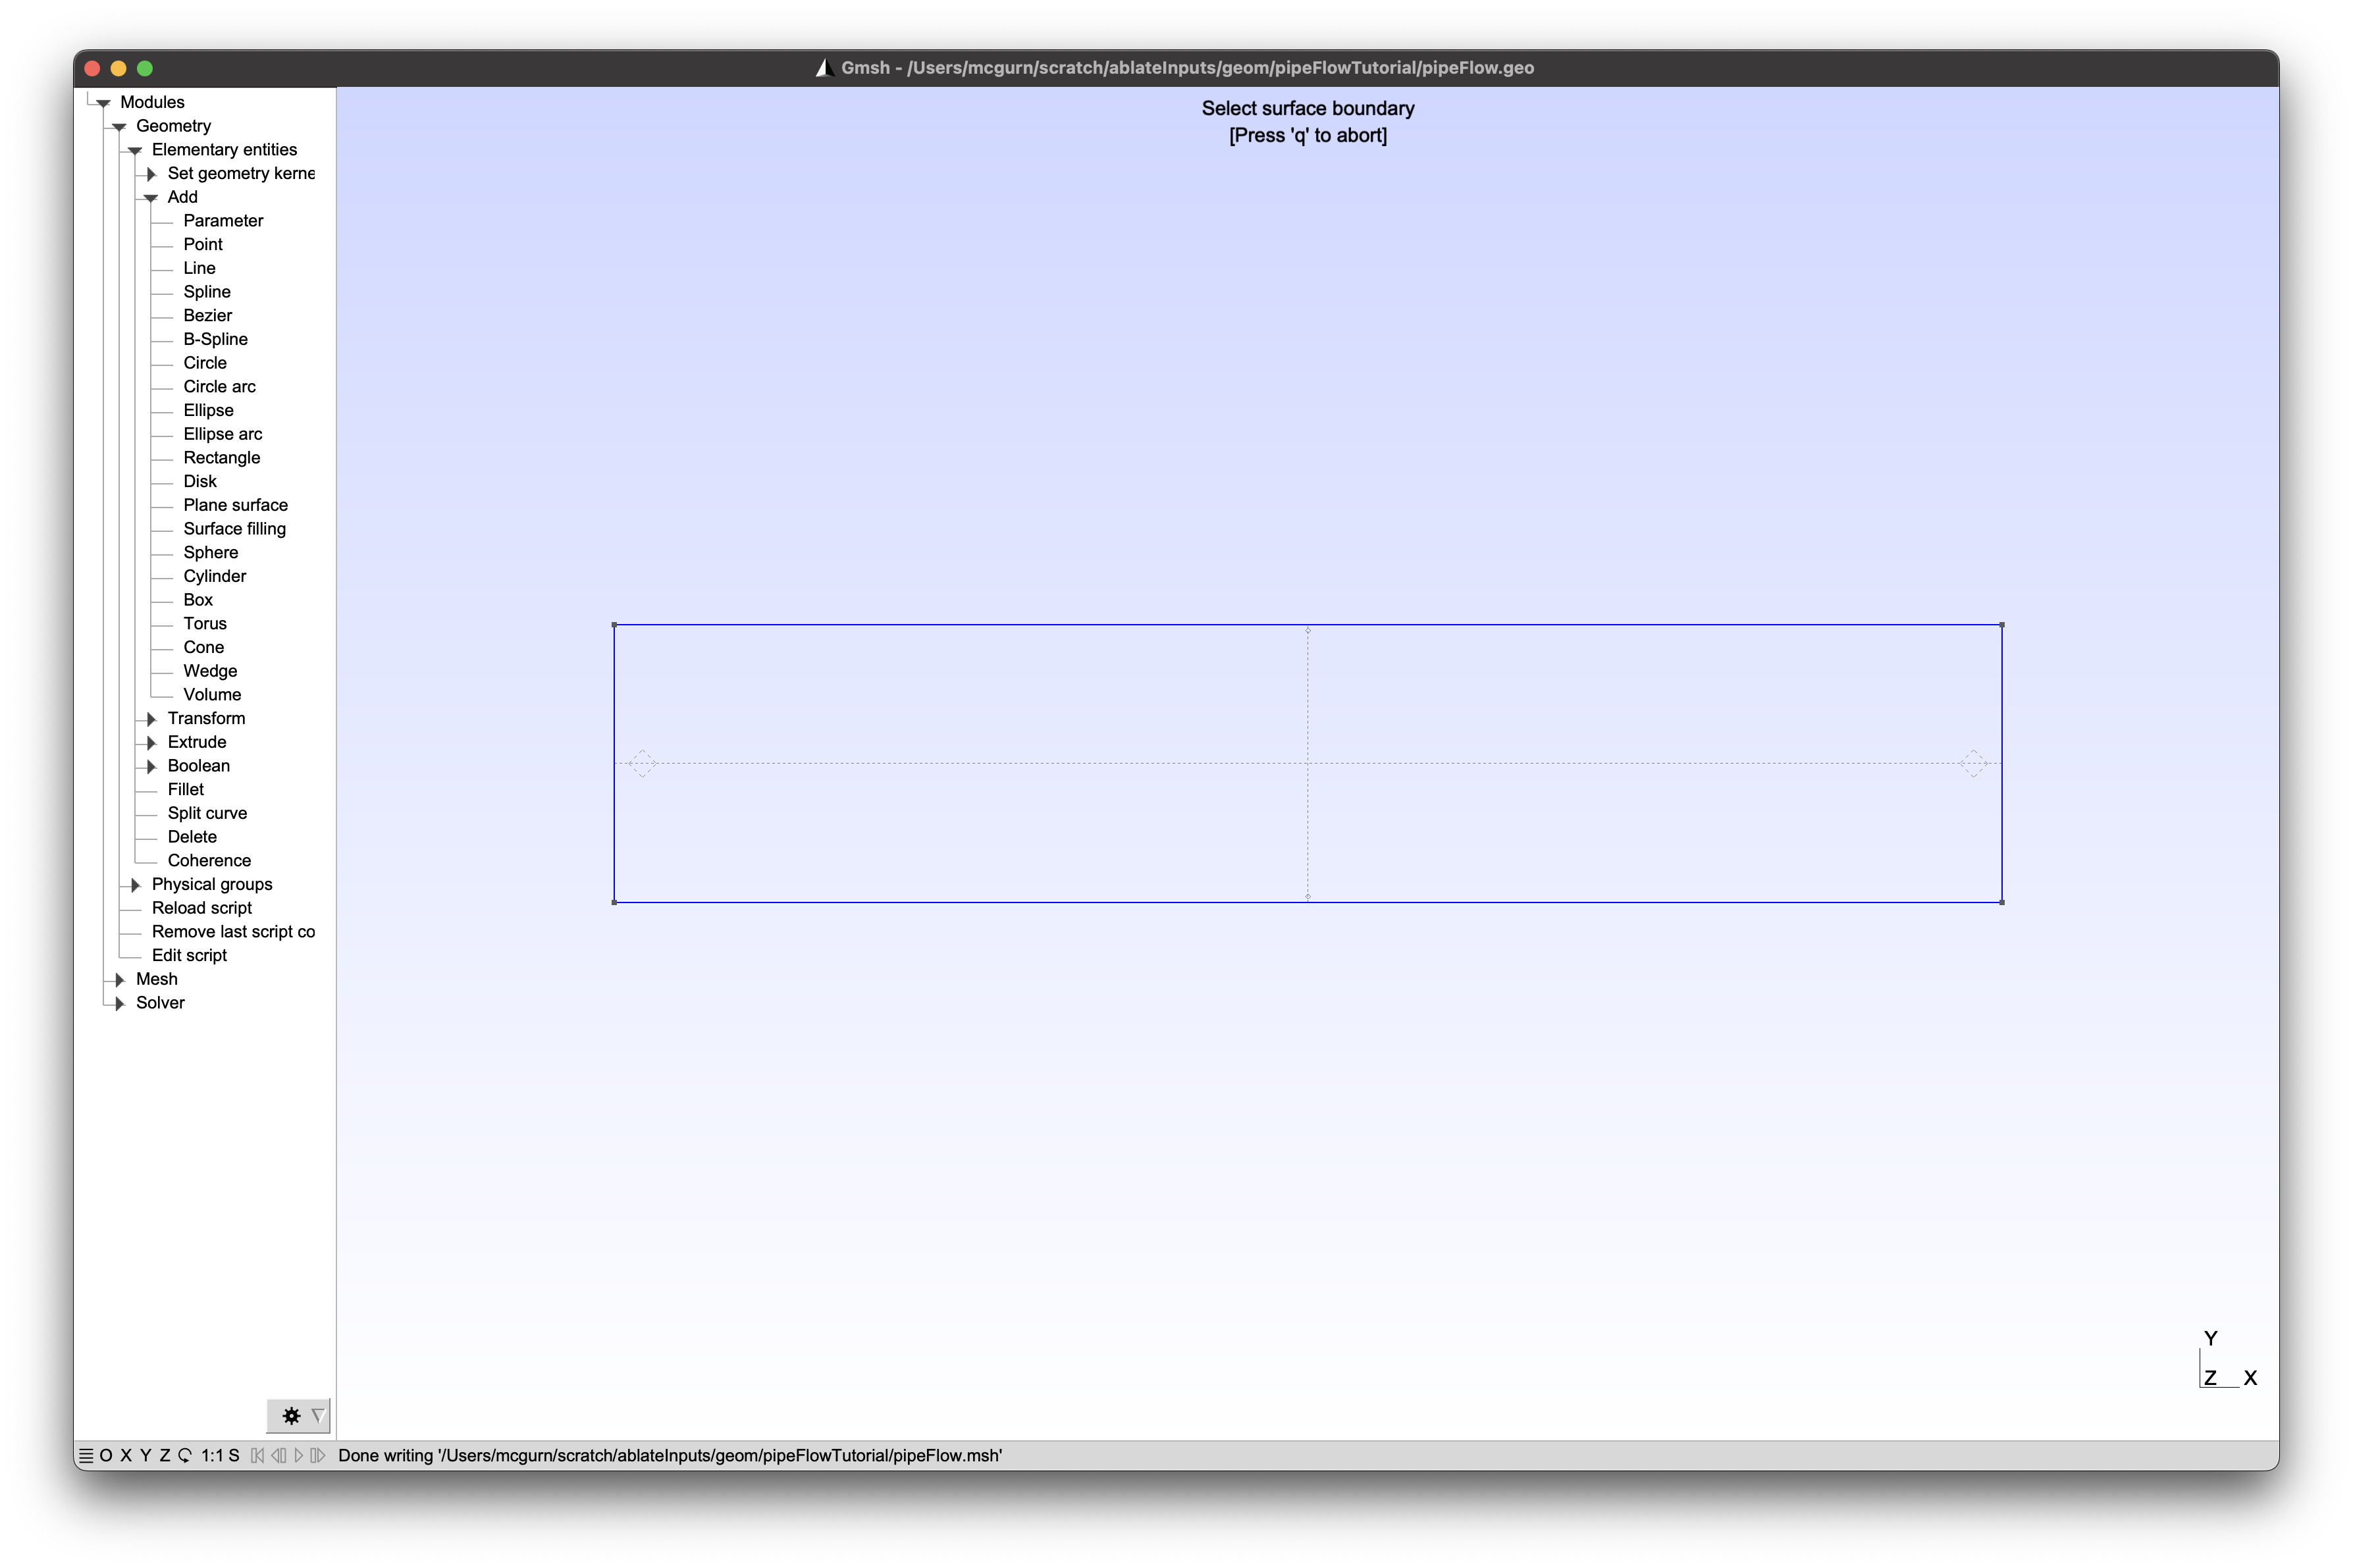 Gmsh - /Users/mcgurn/scratch/ablateInputs/geom/pipeFlowTutorial/pipeFlow.geo
Modules
Geometry
Elementary entities
Set geometry kerne
Add
Parameter
Point
Line
Spline
Bezier
B-Spline
Circle
Circle arc
Ellipse
Ellipse arc
Rectangle
Disk
Plane surface
Surface filling
Sphere
Cylinder
Box
Torus
Cone
Wedge
Volume
Transform
Extrude
Boolean
Fillet
Split curve
Delete
Coherence
Physical groups
Reload script
Remove last script co
Edit script
Mesh
Solver
Select surface boundary
[Press 'q' to abort]
Y
Z X
O X Y Z 1:1 S Done writing '/Users/mcgurn/scratch/ablateInputs/geom/pipeFlowTutorial/pipeFlow.msh'